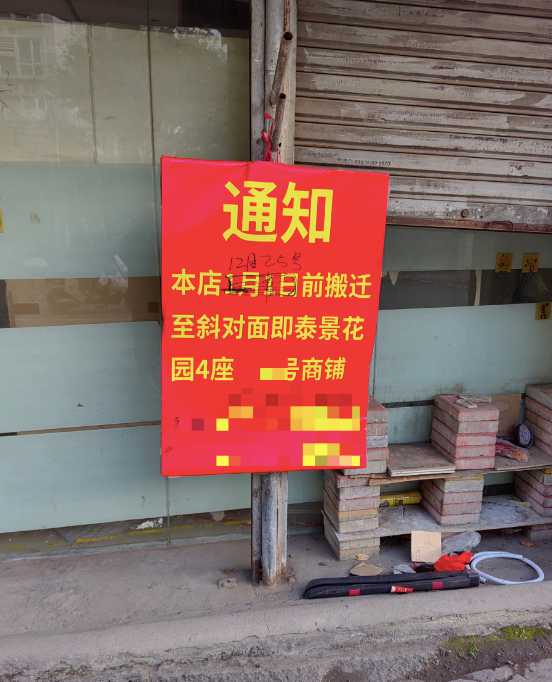 通知
12月25号
本店1月1日前搬迁
至斜对面即泰景花
园4座 号商铺